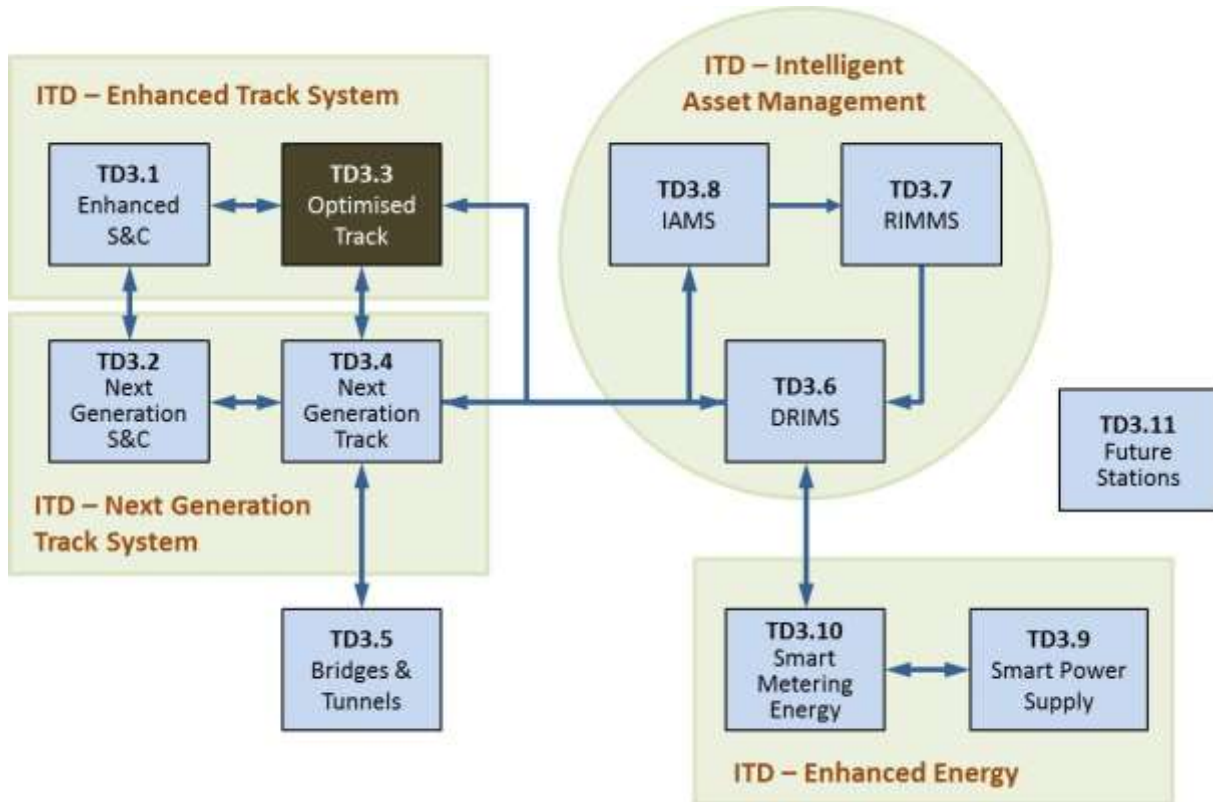 ITD – Enhanced Track System
TD3.1
Enhanced
S&C
TD3.3
Optimised
Track
TD3.2
Next
Generation
S&C
TD3.4
Next
Generation
Track
ITD – Next Generation
Track System
TD3.5
Bridges &
Tunnels
ITD – Intelligent
Asset Management
TD3.8
IAMS
TD3.7
RIMMS
TD3.6
DRIMS
TD3.11
Future
Stations
TD3.10
Smart
Metering
Energy
TD3.9
Smart Power
Supply
ITD – Enhanced Energy